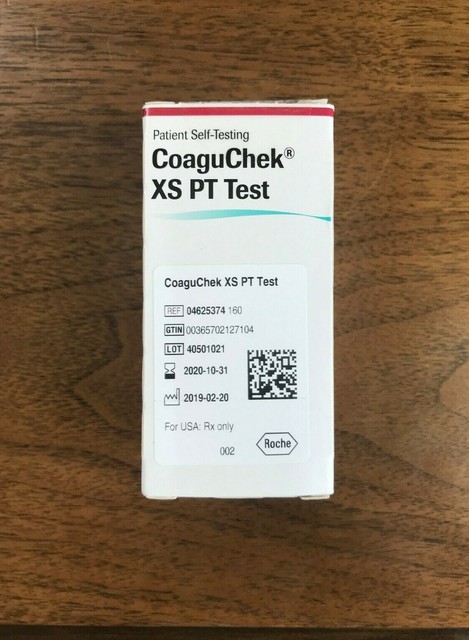 Patient Self-Testing
CoaguChek®
XS PT Test
CoaguChek XS PT Test
REF 04625374 160
GTIN 00365702127104
LOT 40501021
2020-10-31
2019-02-20
For USA: Rx only
002
Roche